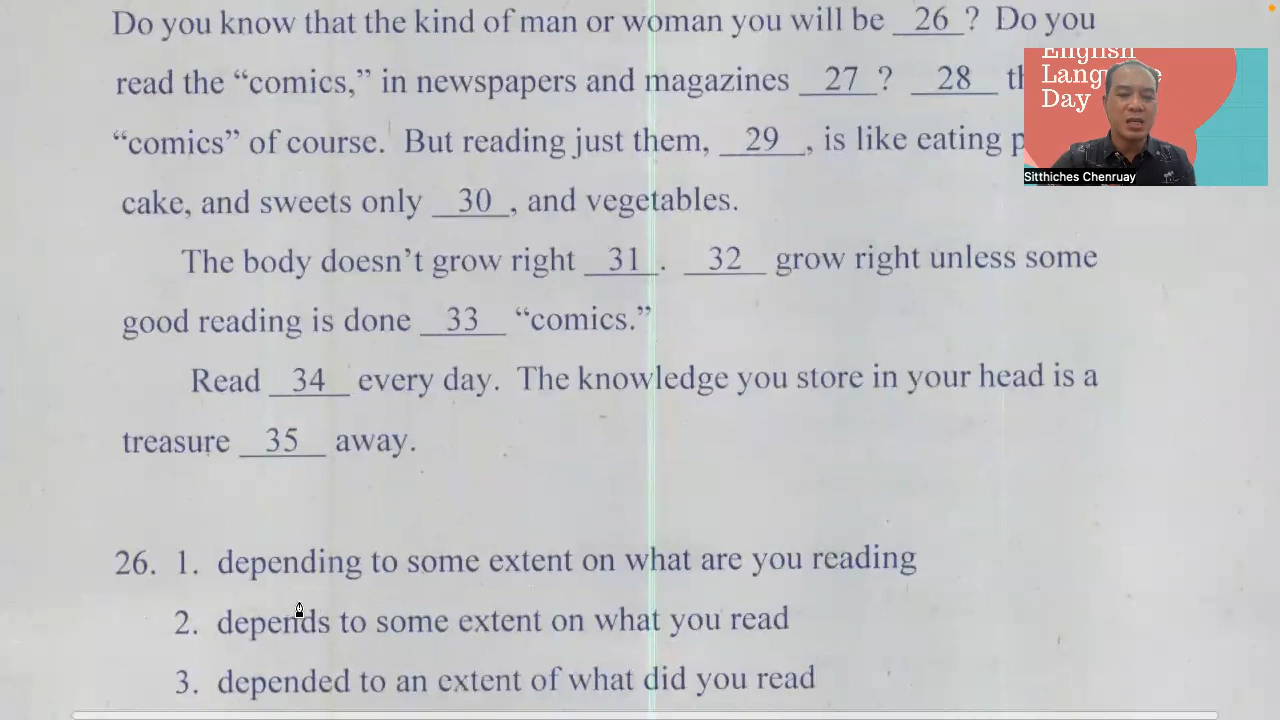 Do you know that the kind of man or woman you will be 26 ? Do you
read the “comics,” in newspapers and magazines 27 ? 28
“comics” of course. But reading just them, 29 , is like eating
cake, and sweets only 30 , and vegetables.
The body doesn’t grow right 31 . 32 grow right unless some
good reading is done 33 “comics.”
Read 34 every day. The knowledge you store in your head is a
treasure 35 away.
English
Day
Sitthiches Chenruay
26. 1. depending to some extent on what are you reading
2. depends to some extent on what you read
3. depended to an extent of what did you read